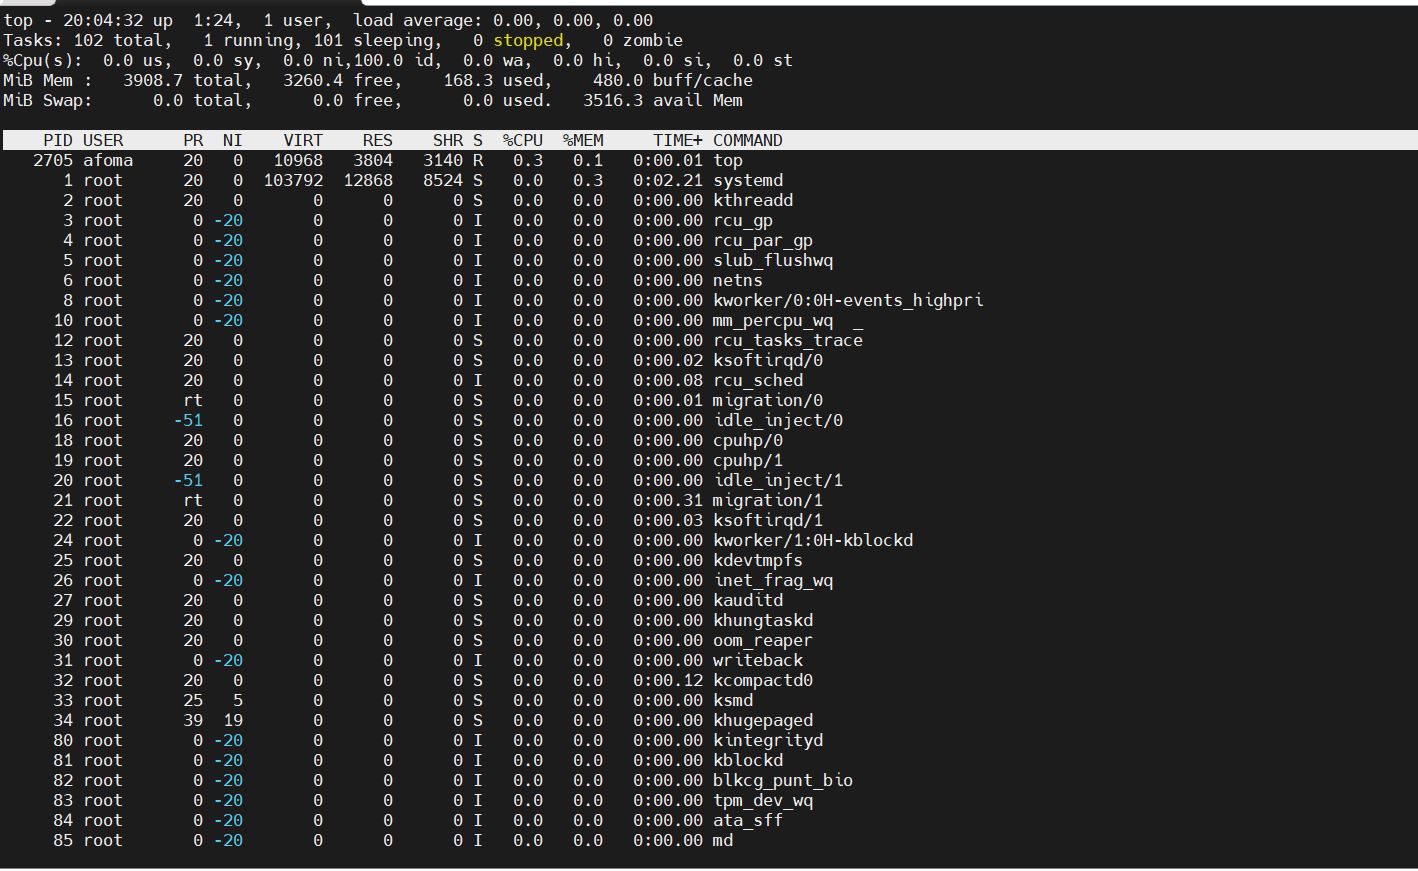 top - 20:04:32 up  1:24,  1 user,  load average: 0.00, 0.00, 0.00
Tasks: 102 total,   1 running, 101 sleeping,   0 stopped,   0 zombie
%Cpu(s):  0.0 us,  0.0 sy,  0.0 ni,100.0 id,  0.0 wa,  0.0 hi,  0.0 si,  0.0 st
MiB Mem :   3908.7 total,   3260.4 free,    168.3 used,    480.0 buff/cache
MiB Swap:      0.0 total,      0.0 free,      0.0 used.   3516.3 avail Mem
    PID USER      PR  NI    VIRT    RES    SHR S  %CPU  %MEM     TIME+ COMMAND
   2705 afoma     20   0   10968   3804   3140 R   0.3   0.1   0:00.01 top
      1 root      20   0  103792  12868   8524 S   0.0   0.3   0:02.21 systemd
      2 root      20   0       0      0      0 S   0.0   0.0   0:00.00 kthreadd
      3 root       0 -20       0      0      0 I   0.0   0.0   0:00.00 rcu_gp
      4 root       0 -20       0      0      0 I   0.0   0.0   0:00.00 rcu_par_gp
      5 root       0 -20       0      0      0 I   0.0   0.0   0:00.00 slub_flushwq
      6 root       0 -20       0      0      0 I   0.0   0.0   0:00.00 netns
      8 root       0 -20       0      0      0 I   0.0   0.0   0:00.00 kworker/0:0H-events_highpri
     10 root       0 -20       0      0      0 I   0.0   0.0   0:00.00 mm_percpu_wq  _
     12 root      20   0       0      0      0 S   0.0   0.0   0:00.00 rcu_tasks_trace
     13 root      20   0       0      0      0 S   0.0   0.0   0:00.02 ksoftirqd/0
     14 root      20   0       0      0      0 I   0.0   0.0   0:00.08 rcu_sched
     15 root      rt   0       0      0      0 S   0.0   0.0   0:00.01 migration/0
     16 root     -51   0       0      0      0 S   0.0   0.0   0:00.00 idle_inject/0
     18 root      20   0       0      0      0 S   0.0   0.0   0:00.00 cpuhp/0
     19 root      20   0       0      0      0 S   0.0   0.0   0:00.00 cpuhp/1
     20 root     -51   0       0      0      0 S   0.0   0.0   0:00.00 idle_inject/1
     21 root      rt   0       0      0      0 S   0.0   0.0   0:00.31 migration/1
     22 root      20   0       0      0      0 S   0.0   0.0   0:00.03 ksoftirqd/1
     24 root       0 -20       0      0      0 I   0.0   0.0   0:00.00 kworker/1:0H-kblockd
     25 root      20   0       0      0      0 S   0.0   0.0   0:00.00 kdevtmpfs
     26 root       0 -20       0      0      0 I   0.0   0.0   0:00.00 inet_frag_wq
     27 root      20   0       0      0      0 S   0.0   0.0   0:00.00 kauditd
     29 root      20   0       0      0      0 S   0.0   0.0   0:00.00 khungtaskd
     30 root      20   0       0      0      0 S   0.0   0.0   0:00.00 oom_reaper
     31 root       0 -20       0      0      0 I   0.0   0.0   0:00.00 writeback
     32 root      20   0       0      0      0 S   0.0   0.0   0:00.12 kcompactd0
     33 root      25   5       0      0      0 S   0.0   0.0   0:00.00 ksmd
     34 root      39  19       0      0      0 S   0.0   0.0   0:00.00 khugepaged
     80 root       0 -20       0      0      0 I   0.0   0.0   0:00.00 kintegrityd
     81 root       0 -20       0      0      0 I   0.0   0.0   0:00.00 kblockd
     82 root       0 -20       0      0      0 I   0.0   0.0   0:00.00 blkcg_punt_bio
     83 root       0 -20       0      0      0 I   0.0   0.0   0:00.00 tpm_dev_wq
     84 root       0 -20       0      0      0 I   0.0   0.0   0:00.00 ata_sff
     85 root       0 -20       0      0      0 I   0.0   0.0   0:00.00 md